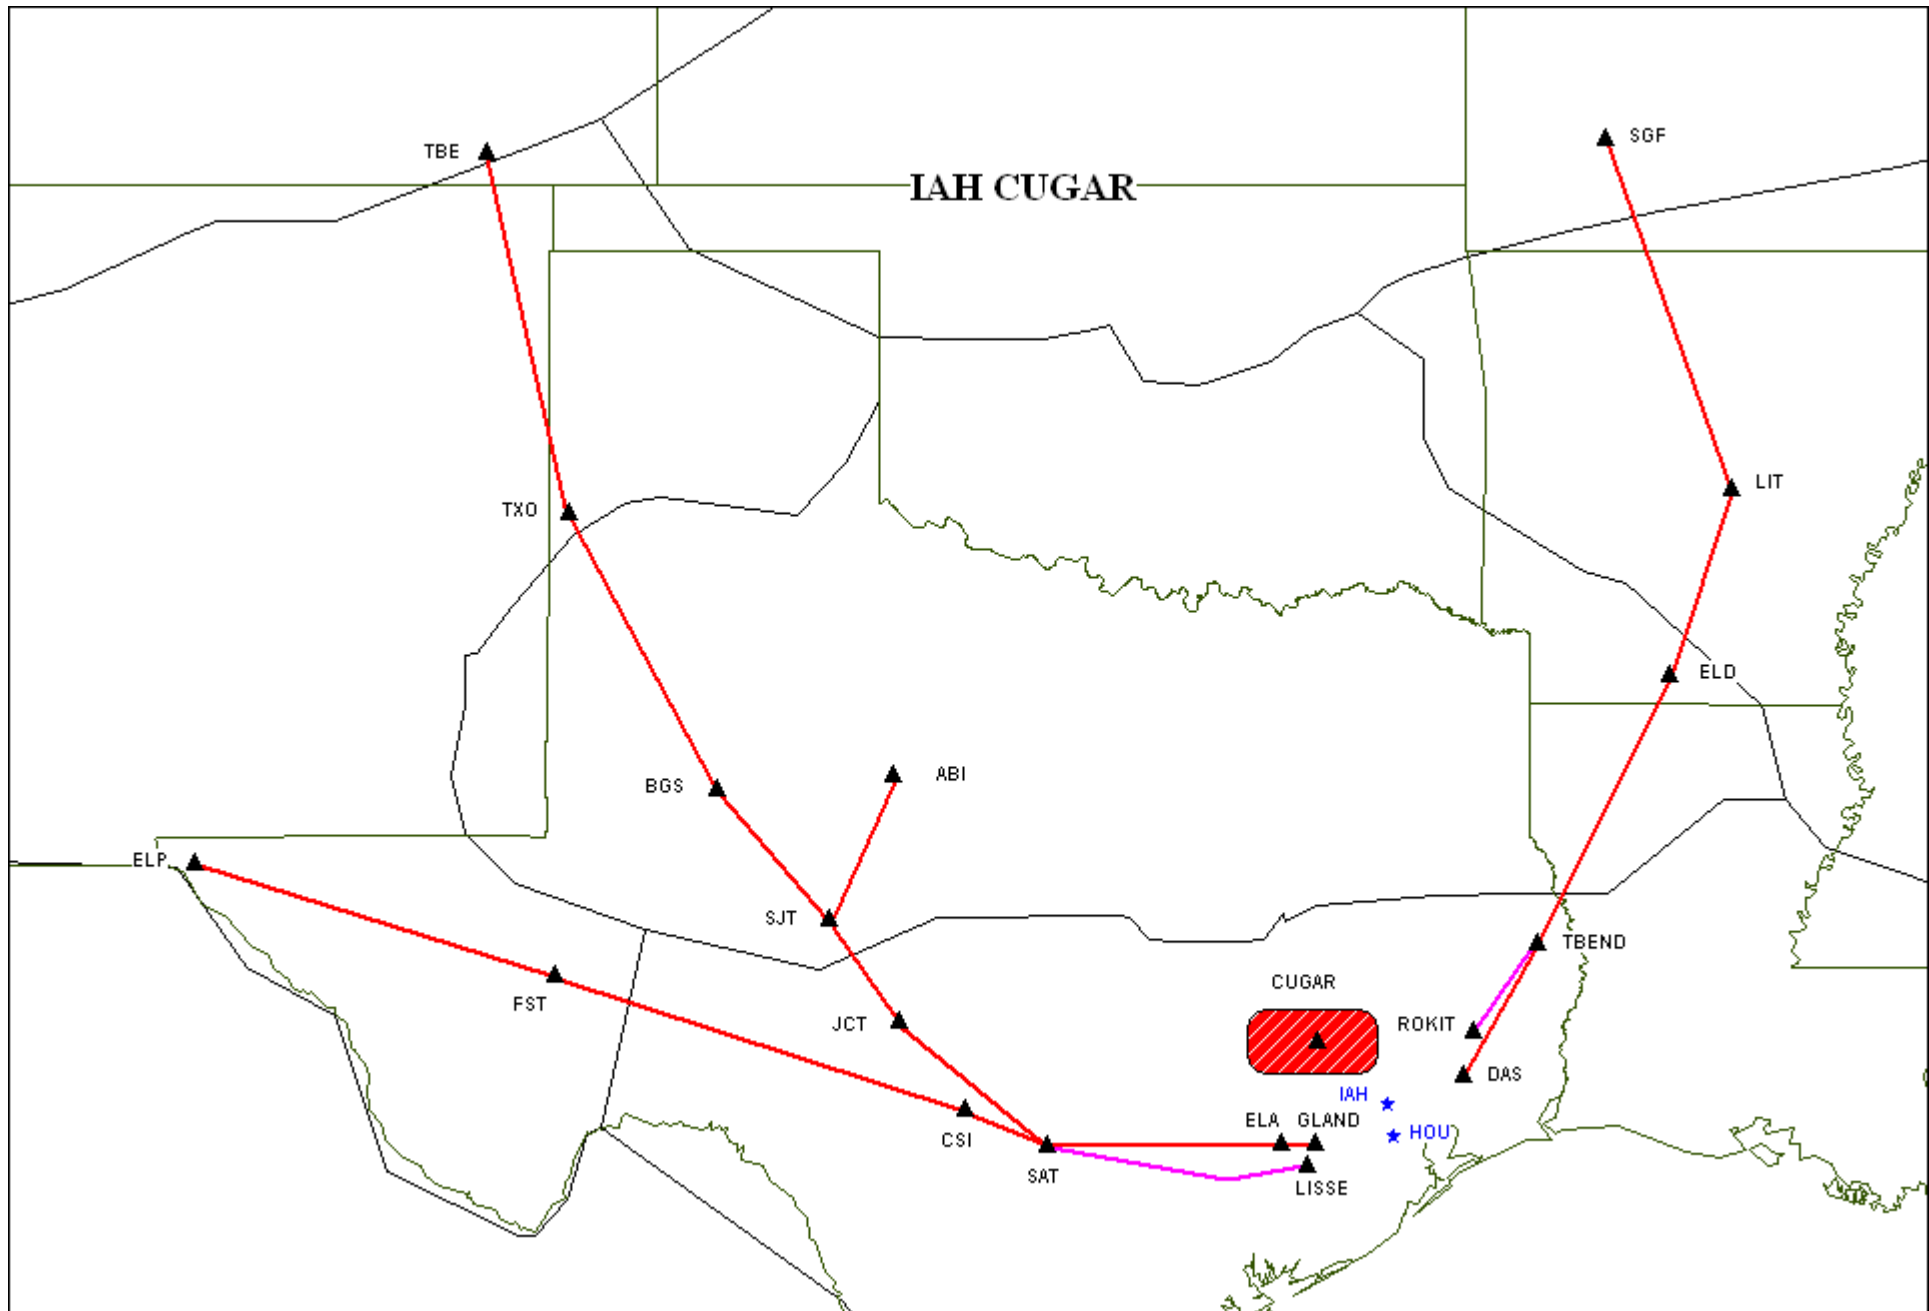 SGF
TBE
IAH CUGAR
LIT
TXO
ELD
ABI
BGS
ELP
SJT
TBEND
CUGAR
FST
JCT
ROKIT
DAS
IAH
ELA
GLAND
CSI
HOU
SAT
LISSE